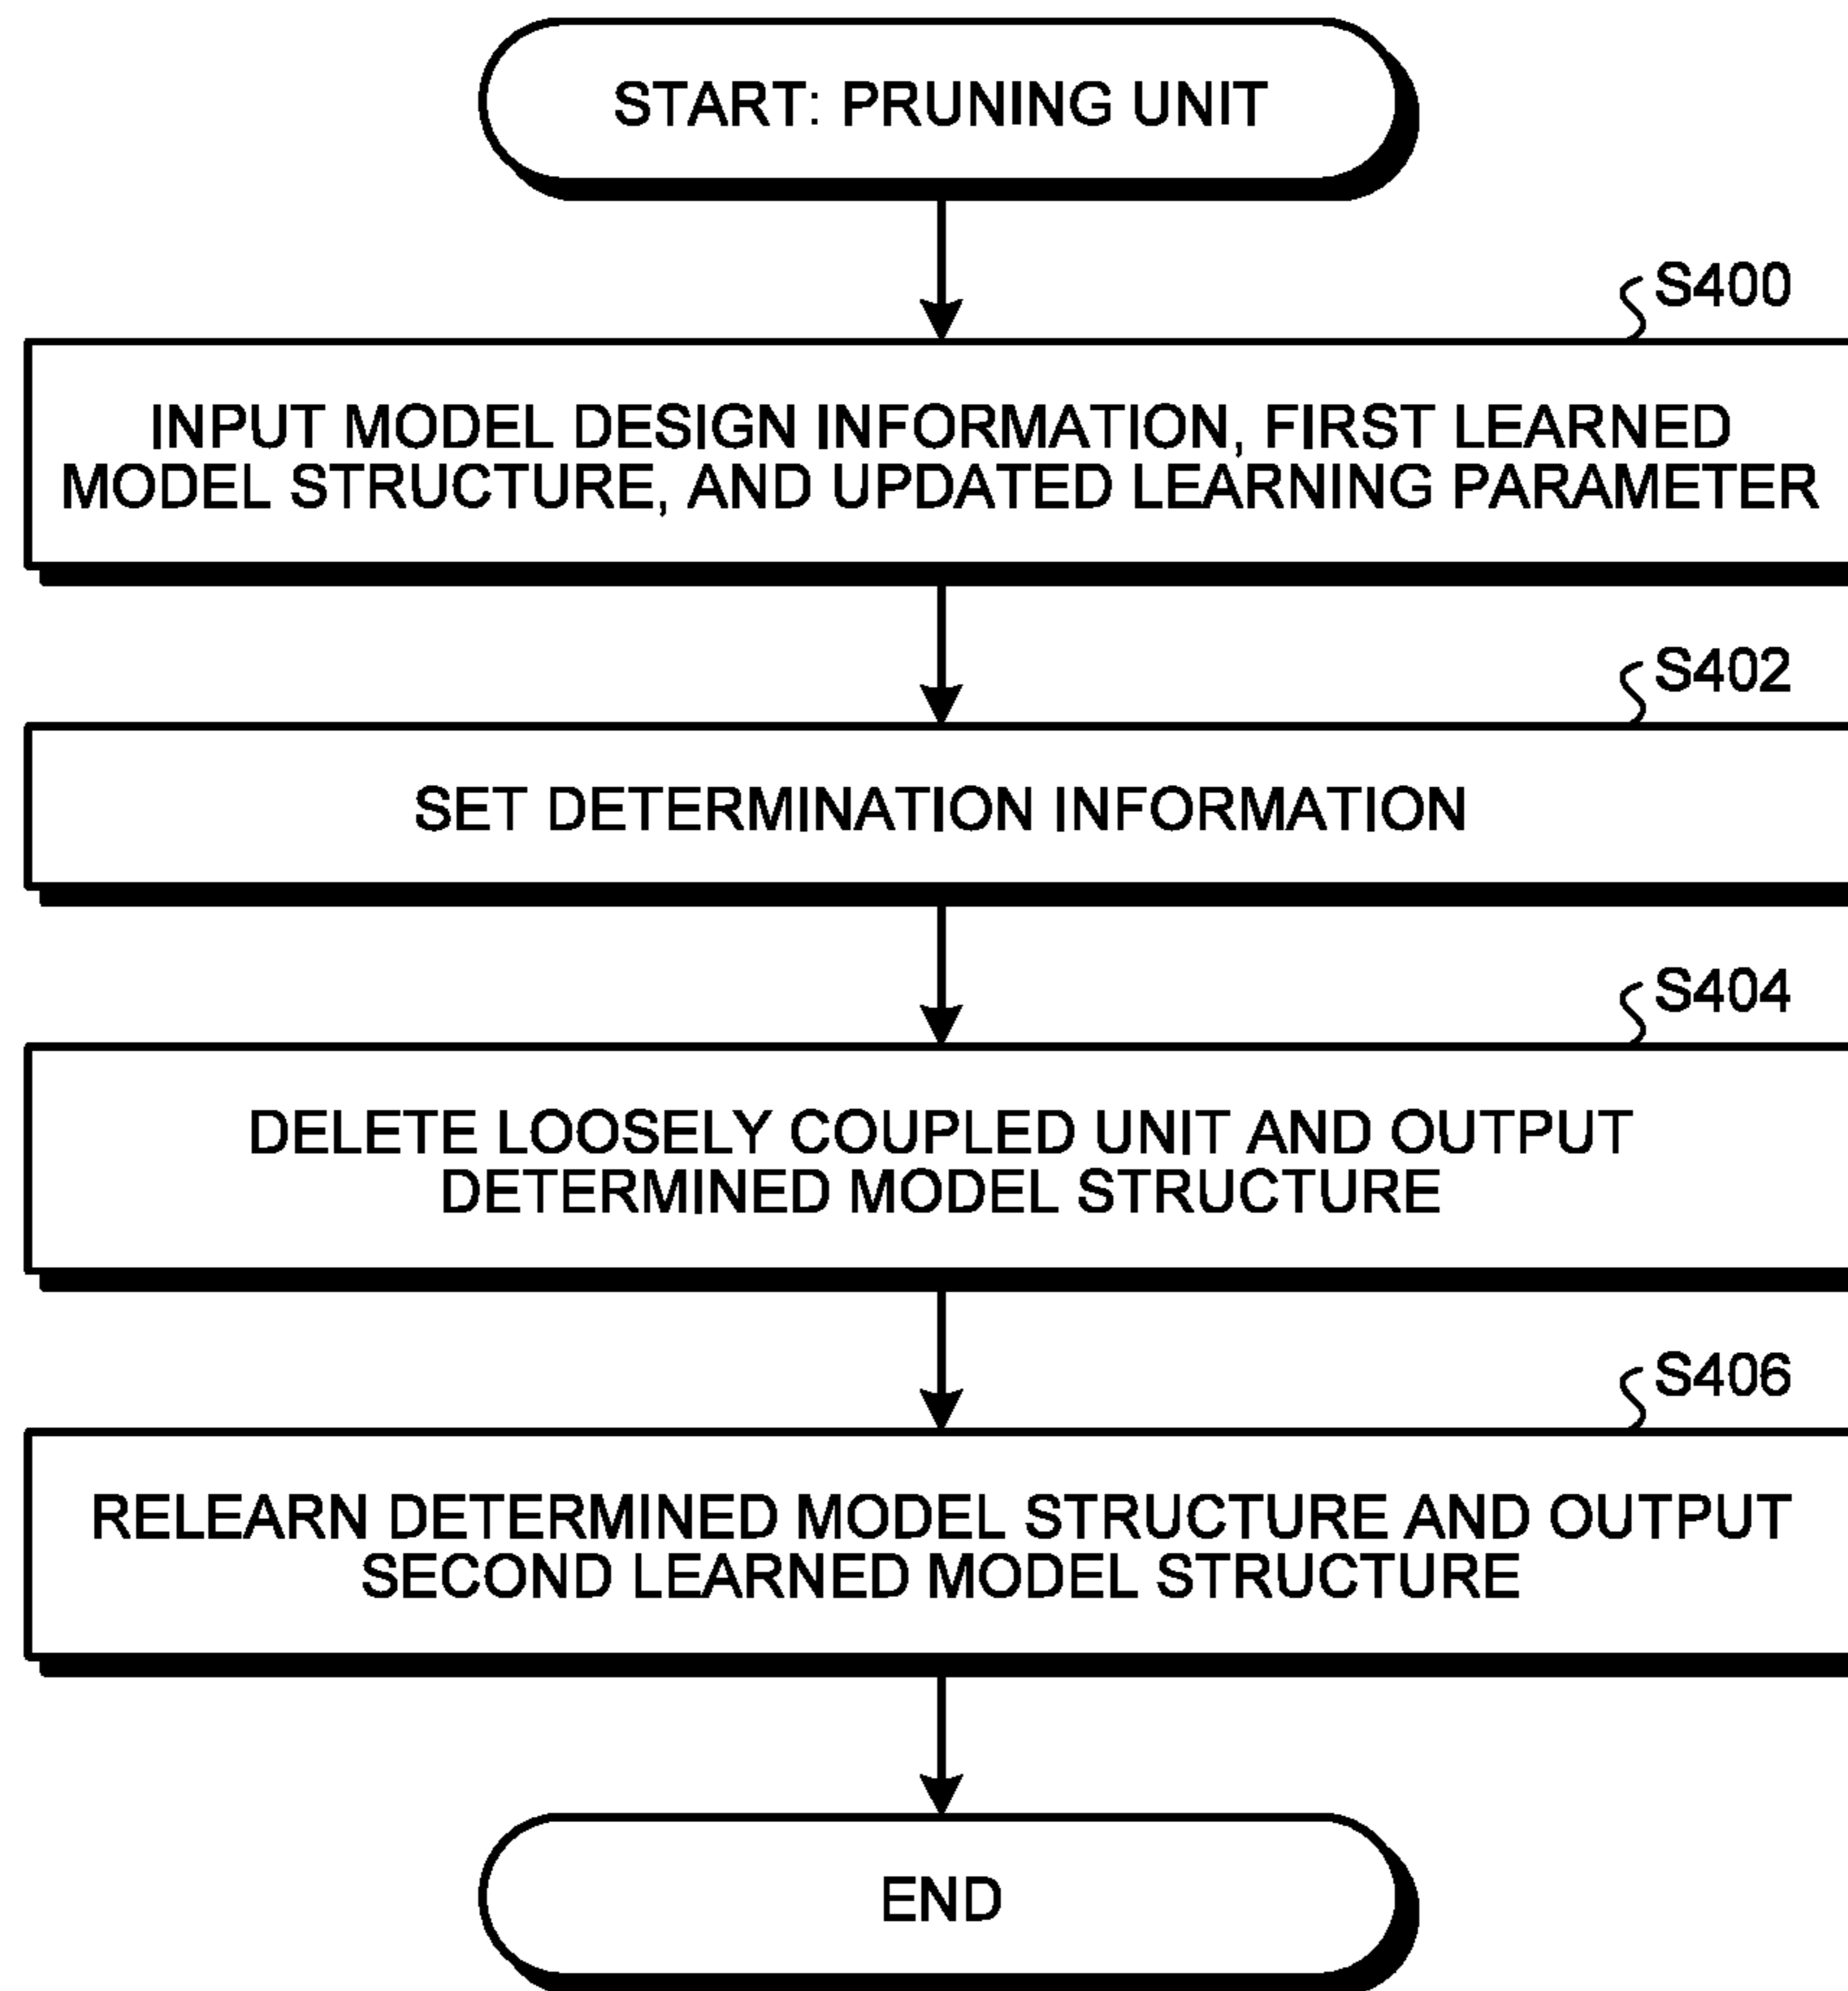 START: PRUNING UNIT
S400
INPUT MODEL DESIGN INFORMATION, FIRST LEARNED
MODEL STRUCTURE, AND UPDATED LEARNING PARAMETER
S402
SET DETERMINATION INFORMATION
S404
DELETE LOOSELY COUPLED UNIT AND OUTPUT
DETERMINED MODEL STRUCTURE
S406
RELEARN DETERMINED MODEL STRUCTURE AND OUTPUT
SECOND LEARNED MODEL STRUCTURE
END